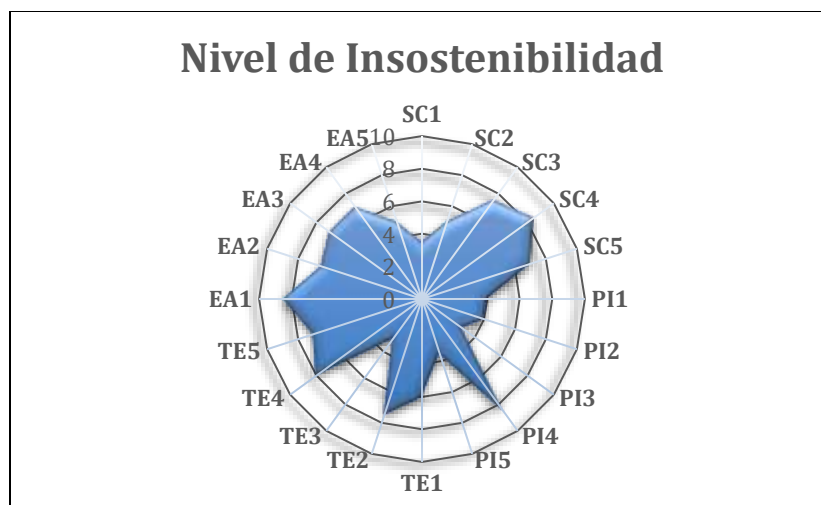 Nivel de Insostenibilidad
SC1
SC2
SC3
SC4
SC5
PI1
PI2
PI3
PI4
PI5
TE1
TE2
TE3
TE4
TE5
EA1
EA2
EA3
EA4
EA5
10
8
6
4
2
0